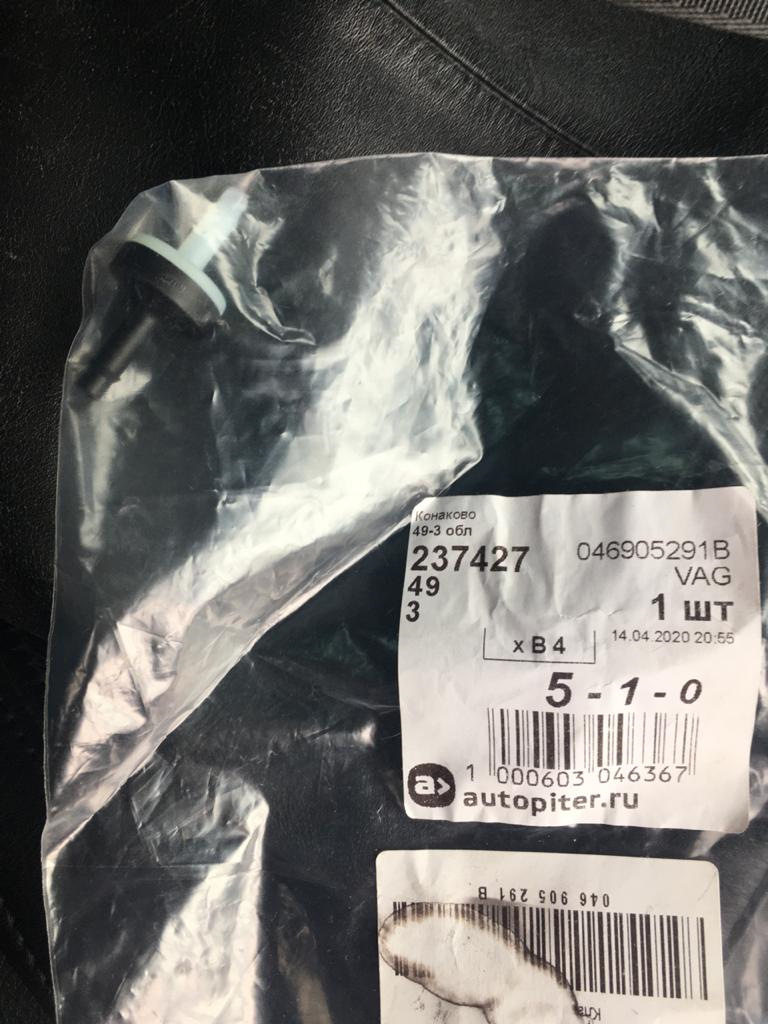 Конаково
49-3 обл
237427
49
3
046905291B
VAG
1 шт
14.04.2020 20:55
х В 4
5 - 1 - 0
1 000603 046367
a>
autopiter.ru
046 905 291 B